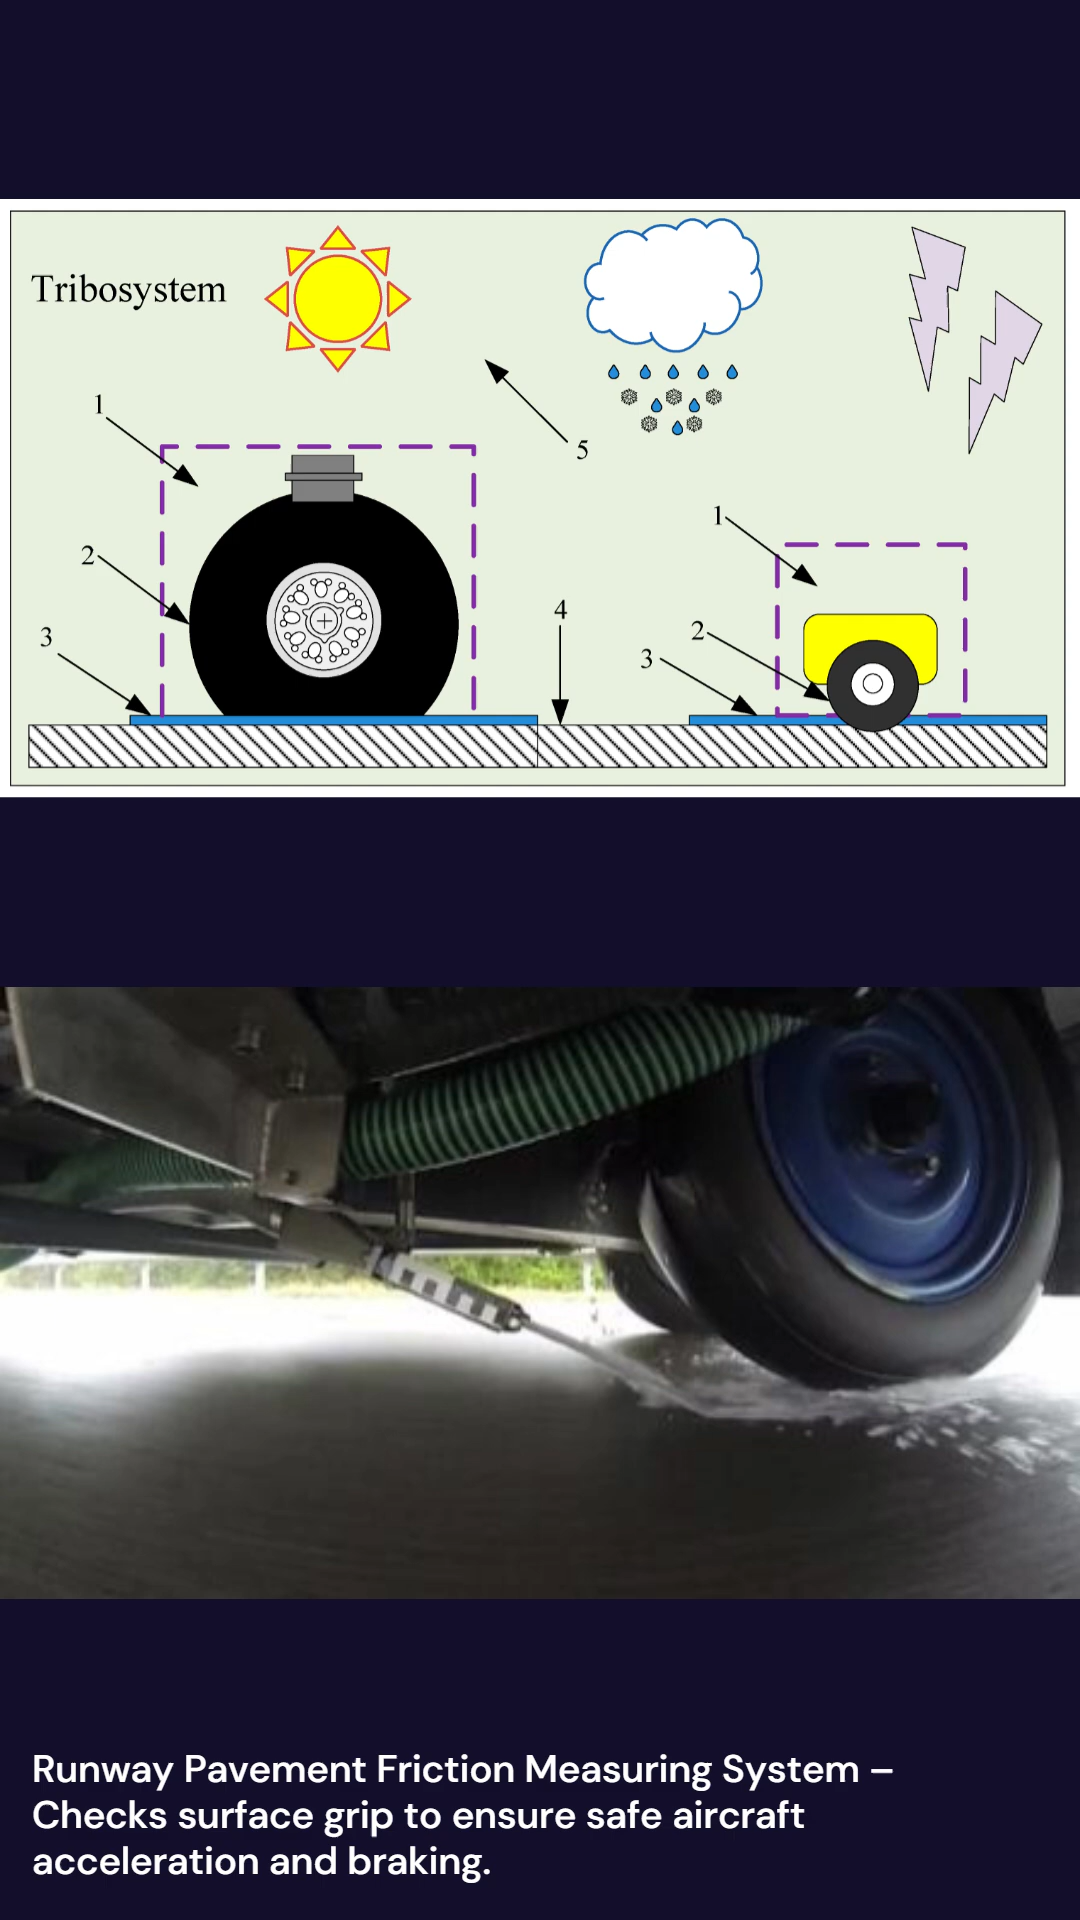 Tribosystem
1
5
2
3
4
1
2
3
Runway Pavement Friction Measuring System –
Checks surface grip to ensure safe aircraft
acceleration and braking.